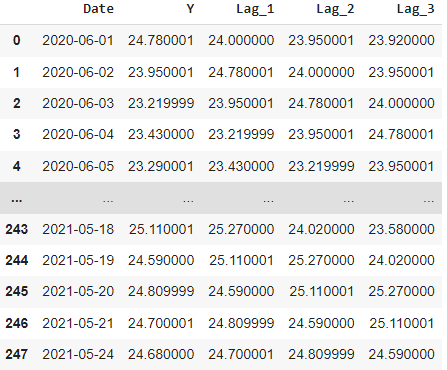 Date Y Lag_1 Lag_2 Lag_3
0 2020-06-01 24.780001 24.000000 23.950001 23.920000
1 2020-06-02 23.950001 24.780001 24.000000 23.950001
2 2020-06-03 23.219999 23.950001 24.780001 24.000000
3 2020-06-04 23.430000 23.219999 23.950001 24.780001
4 2020-06-05 23.290001 23.430000 23.219999 23.950001
... ... ... ... ... ...
243 2021-05-18 25.110001 25.270000 24.020000 23.580000
244 2021-05-19 24.590000 25.110001 25.270000 24.020000
245 2021-05-20 24.809999 24.590000 25.110001 25.270000
246 2021-05-21 24.700001 24.809999 24.590000 25.110001
247 2021-05-24 24.680000 24.700001 24.809999 24.590000